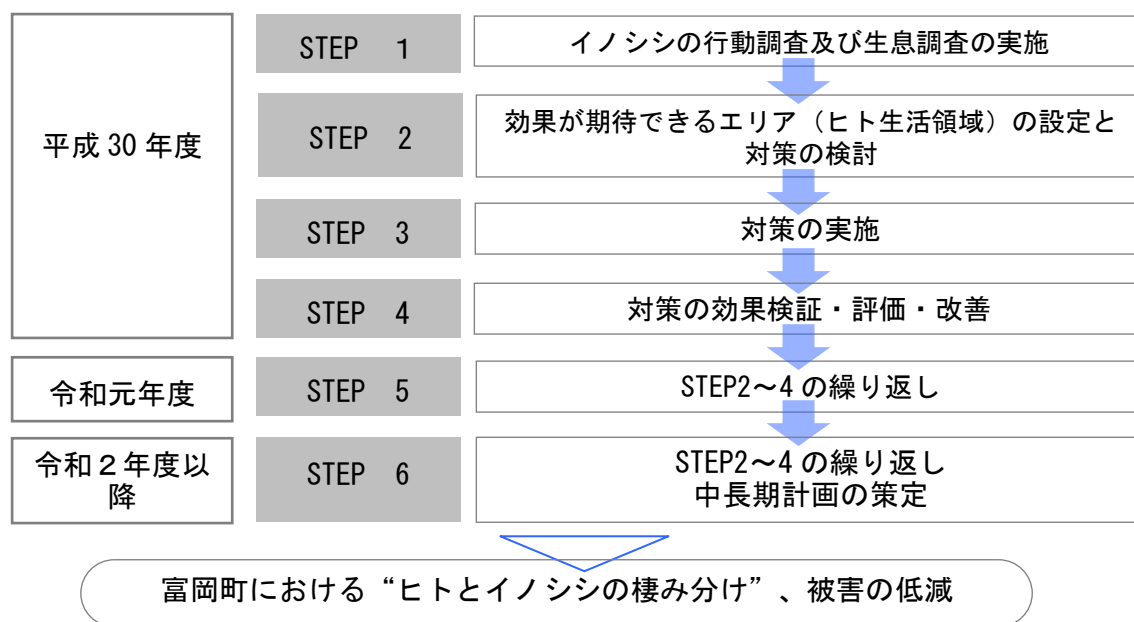 平成 30 年度
STEP 1
イノシシの行動調査及び生息調査の実施
STEP 2
効果が期待できるエリア（ヒト生活領域）の設定と
対策の検討
STEP 3
対策の実施
STEP 4
対策の効果検証・評価・改善
令和元年度
STEP 5
STEP2～4 の繰り返し
令和２年度以
降
STEP 6
STEP2～4 の繰り返し
中長期計画の策定
富岡町における“ヒトとイノシシの棲み分け”、被害の低減